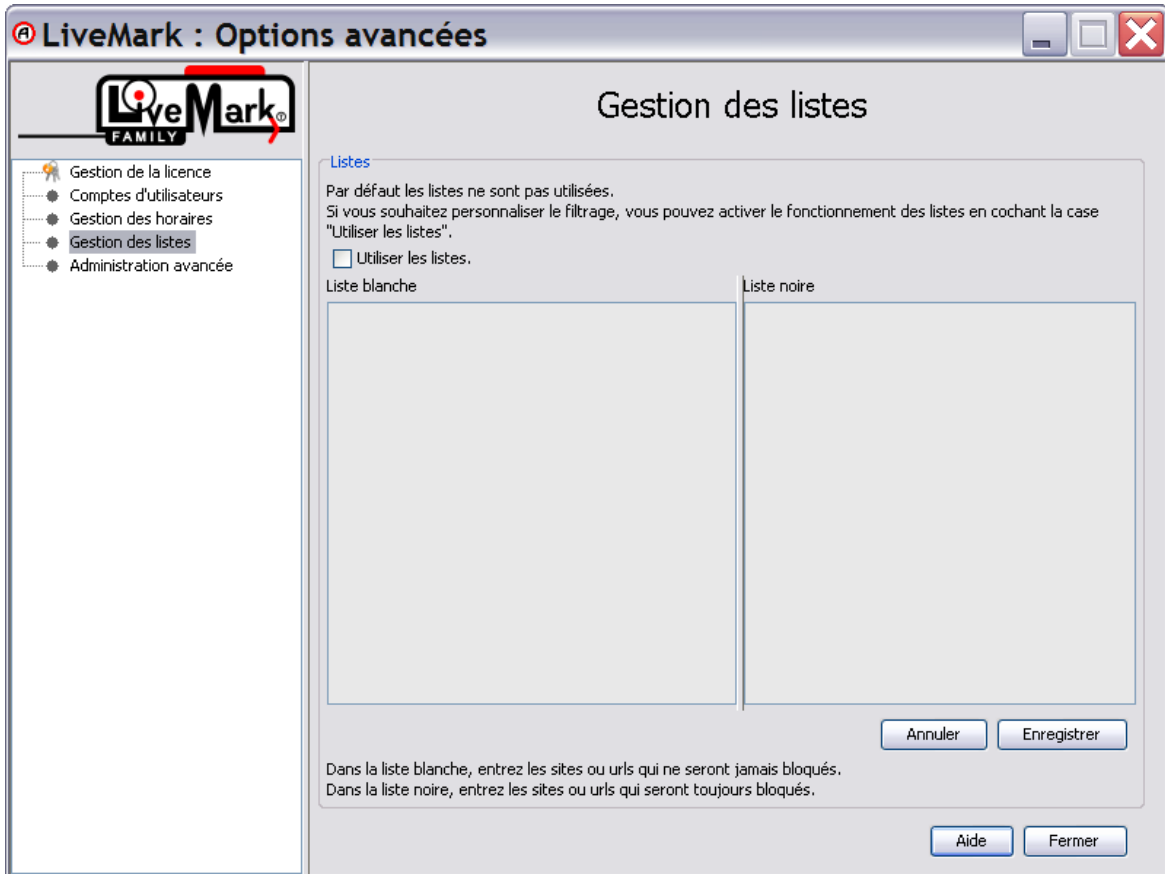 LiveMark : Options avancées
LiveMark
FAMILY
Gestion de la licence
Comptes d'utilisateurs
Gestion des horaires
Gestion des listes
Administration avancée
Gestion des listes
Listes
Par défaut les listes ne sont pas utilisées.
Si vous souhaitez personnaliser le filtrage, vous pouvez activer le fonctionnement des listes en cochant la case
"Utiliser les listes".
Utiliser les listes.
Liste blanche
Liste noire
Annuler
Enregistrer
Dans la liste blanche, entrez les sites ou urls qui ne seront jamais bloqués.
Dans la liste noire, entrez les sites ou urls qui seront toujours bloqués.
Aide
Fermer